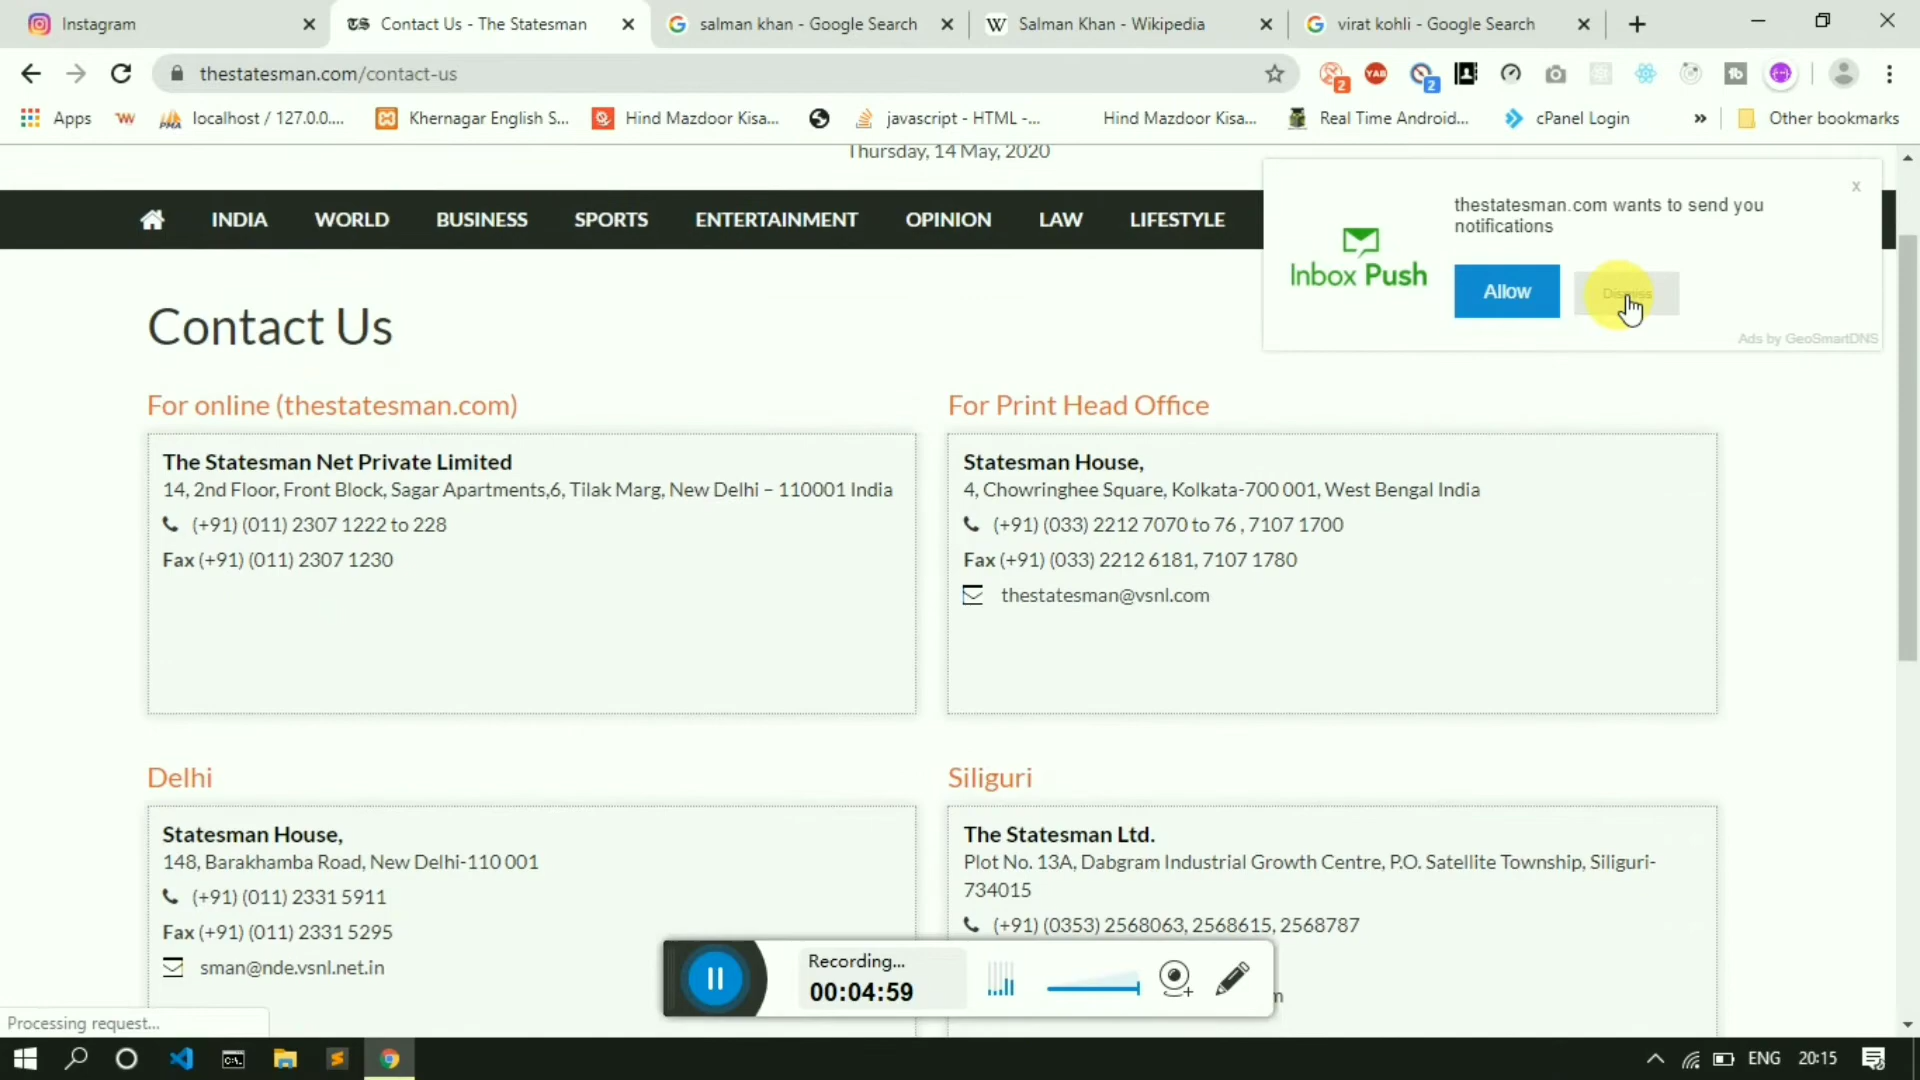 Instagram
TS Contact Us - The Statesman
G salman khan - Google Search
W Salman Khan - Wikipedia
G virat kohli - Google Search
thestatesman.com/contact-us
2
YAB
2
tb
Apps
localhost / 127.0.0....
Khernagar English S...
Hind Mazdoor Kisa...
javascript - HTML -...
Hind Mazdoor Kisa...
Real Time Android...
cPanel Login
»
Other bookmarks
Thursday, 14 May, 2020
INDIA WORLD BUSINESS SPORTS ENTERTAINMENT OPINION LAW LIFESTYLE
x
thestatesman.com wants to send you
notifications
Inbox Push
Allow
Dismiss
Ads by GeoSmartDNS
Contact Us
For online (thestatesman.com)
The Statesman Net Private Limited
14, 2nd Floor, Front Block, Sagar Apartments,6, Tilak Marg, New Delhi – 110001 India
(+91) (011) 2307 1222 to 228
Fax (+91) (011) 2307 1230
For Print Head Office
Statesman House,
4, Chowringhee Square, Kolkata-700 001, West Bengal India
(+91) (033) 2212 7070 to 76 , 7107 1700
Fax (+91) (033) 2212 6181, 7107 1780
thestatesman@vsnl.com
Delhi
Statesman House,
148, Barakhamba Road, New Delhi-110 001
(+91) (011) 2331 5911
Fax (+91) (011) 2331 5295
sman@nde.vsnl.net.in
Siliguri
The Statesman Ltd.
Plot No. 13A, Dabgram Industrial Growth Centre, P.O. Satellite Township, Siliguri-
734015
(+91) (0353) 2568063, 2568615, 2568787
Recording...
00:04:59
Processing request...
ENG 20:15